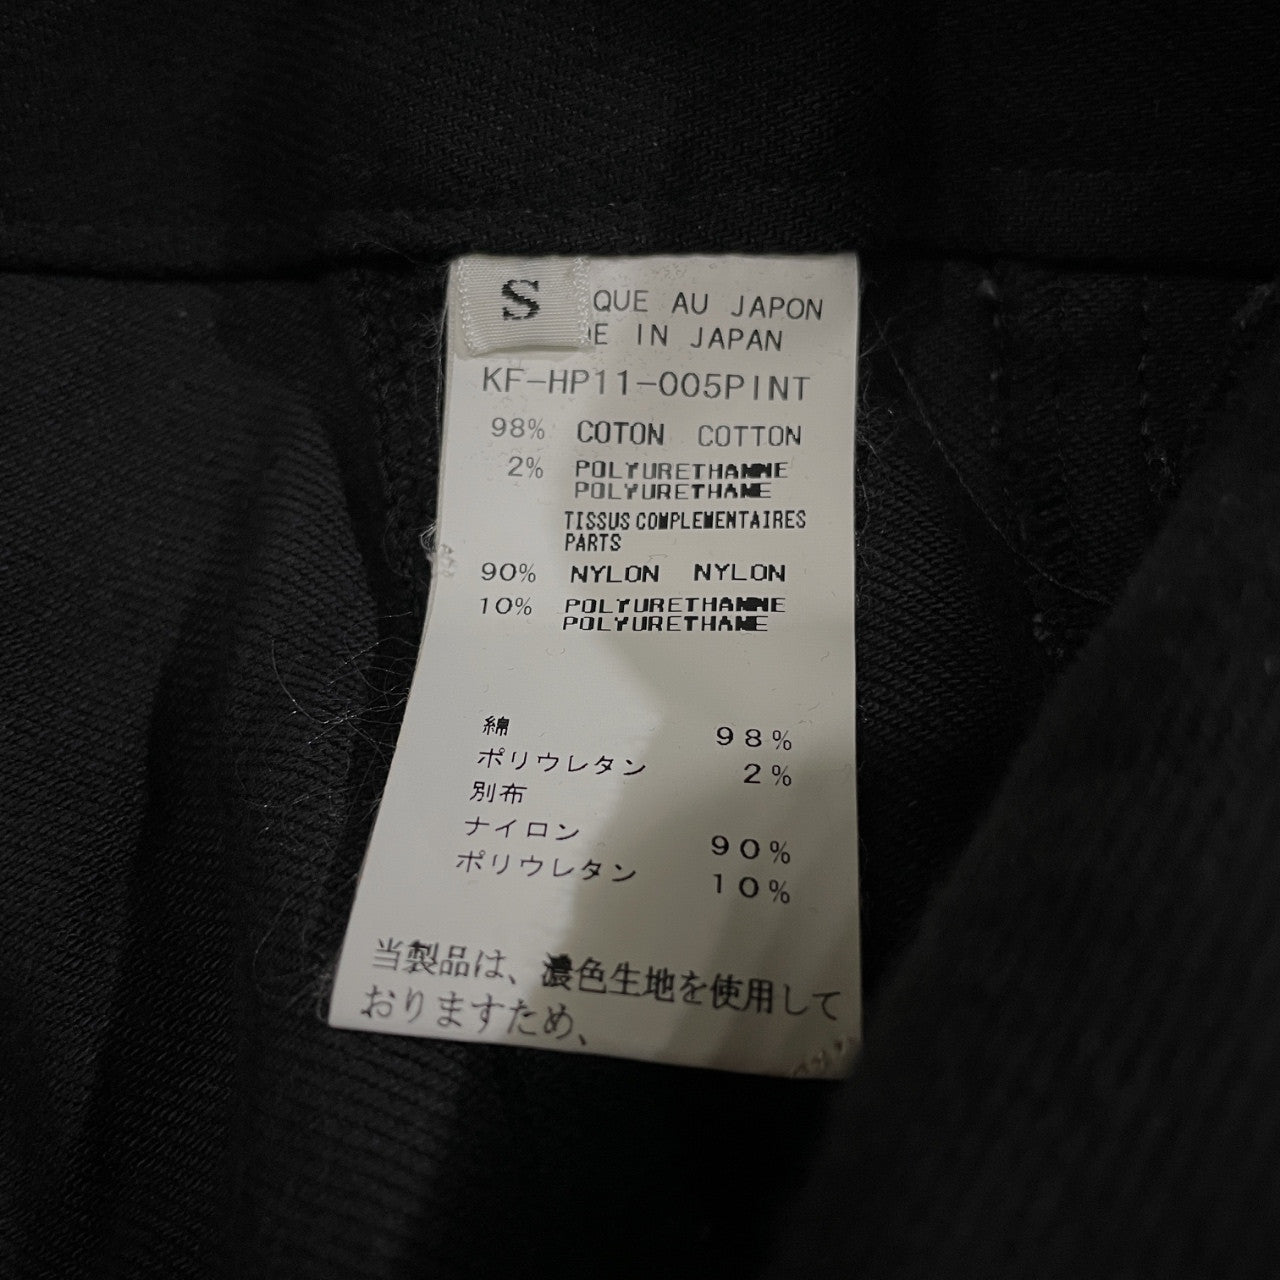 S
QUE AU JAPON
E IN JAPAN
KF-HP11-005PINT
98% COTON COTTON
2% POLYURETHANNE
POLYURETHANE
TISSUS COMPLEMENTAIRES
PARTS
90% NYLON NYLON
10% POLYURETHANNE
POLYURETHANE
綿 98%
ポリウレタン 2%
別布
ナイロン 90%
ポリウレタン 10%
当製品は、濃色生地を使用して
おりますため、